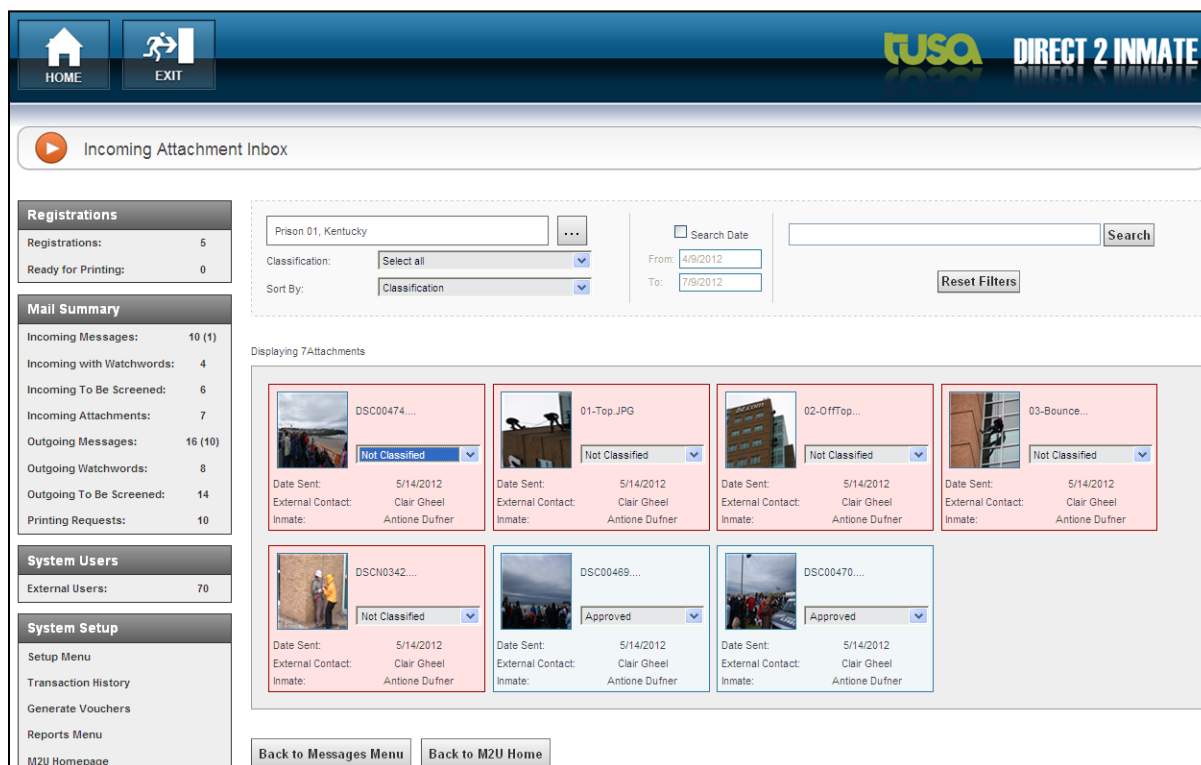 HOME
EXIT
TUSA
DIRECT 2 INMATE
Incoming Attachment Inbox
Registrations
Registrations: 5
Ready for Printing: 0
Mail Summary
Incoming Messages: 10 (1)
Incoming with Watchwords: 4
Incoming To Be Screened: 6
Incoming Attachments: 7
Outgoing Messages: 16 (10)
Outgoing Watchwords: 8
Outgoing To Be Screened: 14
Printing Requests: 10
System Users
External Users: 70
System Setup
Setup Menu
Transaction History
Generate Vouchers
Reports Menu
M2U Homepage
Prison 01, Kentucky ...
Classification: Select all
Sort By: Classification
Search Date
From: 4/9/2012
To: 7/9/2012
Search
Reset Filters
Displaying 7Attachments
DSC00474....
Not Classified
Date Sent: 5/14/2012
External Contact: Clair Gheel
Inmate: Antione Dufner
01-Top.JPG
Not Classified
Date Sent: 5/14/2012
External Contact: Clair Gheel
Inmate: Antione Dufner
02-OffTop...
Not Classified
Date Sent: 5/14/2012
External Contact: Clair Gheel
Inmate: Antione Dufner
03-Bounce...
Not Classified
Date Sent: 5/14/2012
External Contact: Clair Gheel
Inmate: Antione Dufner
DSCN0342....
Not Classified
Date Sent: 5/14/2012
External Contact: Clair Gheel
Inmate: Antione Dufner
DSC00469....
Approved
Date Sent: 5/14/2012
External Contact: Clair Gheel
Inmate: Antione Dufner
DSC00470....
Approved
Date Sent: 5/14/2012
External Contact: Clair Gheel
Inmate: Antione Dufner
Back to Messages Menu
Back to M2U Home